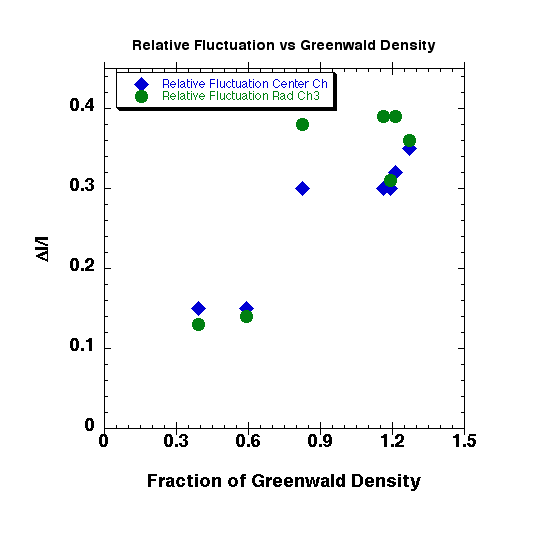 Relative Fluctuation vs Greenwald Density
Relative Fluctuation Center Ch
Relative Fluctuation Rad Ch3
0.4
0.3
0.2
0.1
0
ΔI/I
0 0.3 0.6 0.9 1.2 1.5
Fraction of Greenwald Density